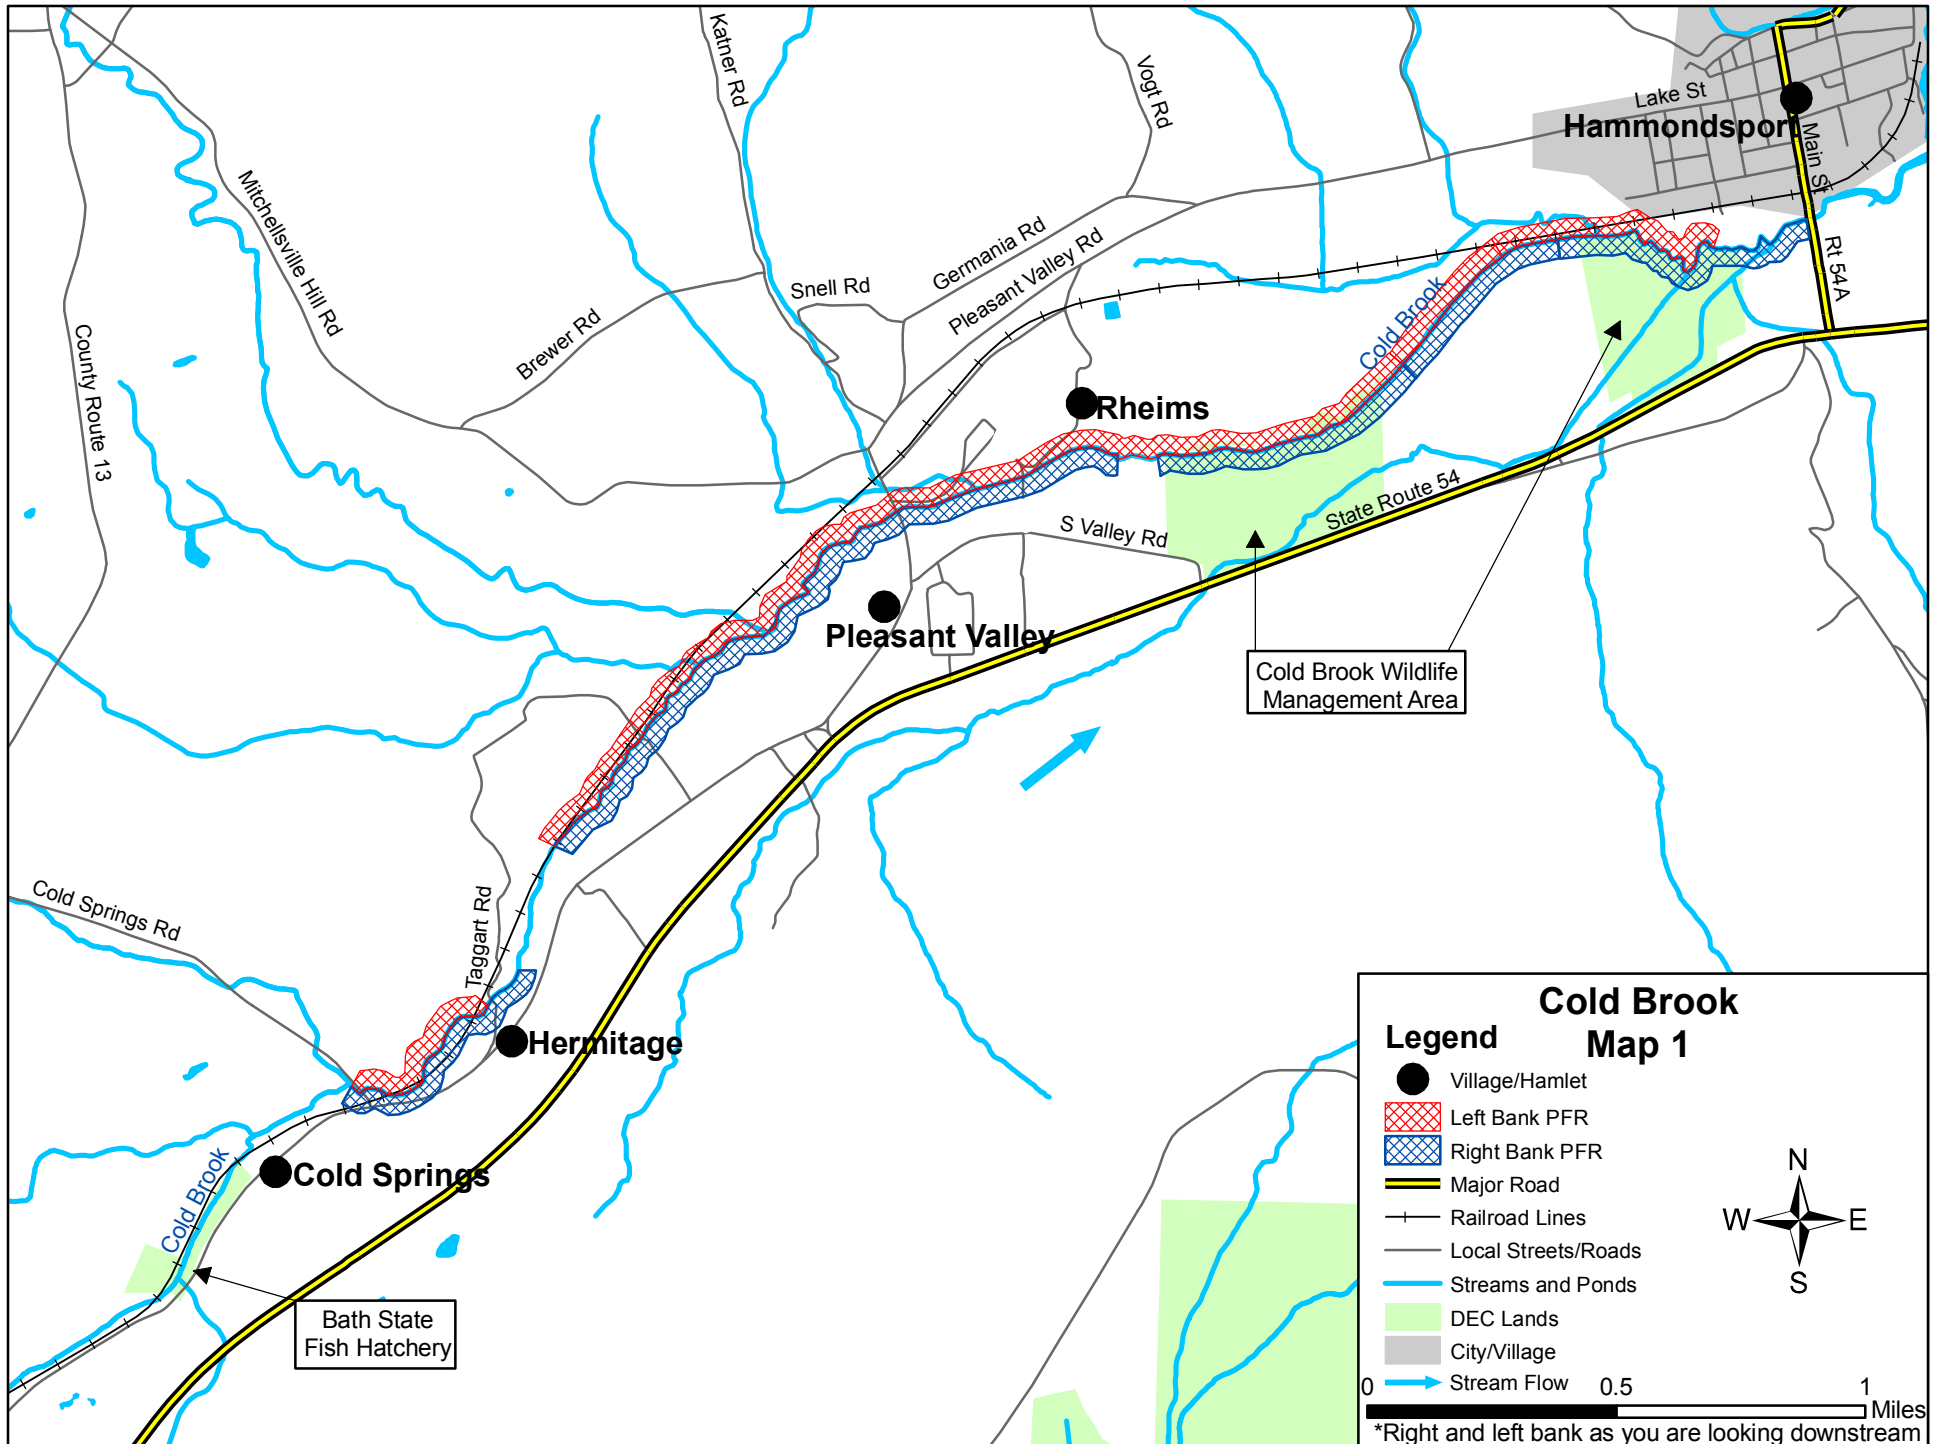 Katner Rd
Vogt Rd
Lake St
Hammondsport
Main St
Mitchellsville Hill Rd
Germania Rd
Pleasant Valley Rd
Snell Rd
Rt 54A
Brewer Rd
County Route 13
Cold Brook
Rheims
State Route 54
S Valley Rd
Pleasant Valley
Cold Brook Wildlife
Management Area
Cold Springs Rd
Taggart Rd
Hermitage
Cold Springs
Cold Brook
Bath State
Fish Hatchery
Cold Brook
Map 1
Legend
Village/Hamlet
Left Bank PFR
Right Bank PFR
Major Road
Railroad Lines
Local Streets/Roads
Streams and Ponds
DEC Lands
City/Village
Stream Flow
N
W E
S
0 0.5 1
Miles
*Right and left bank as you are looking downstream